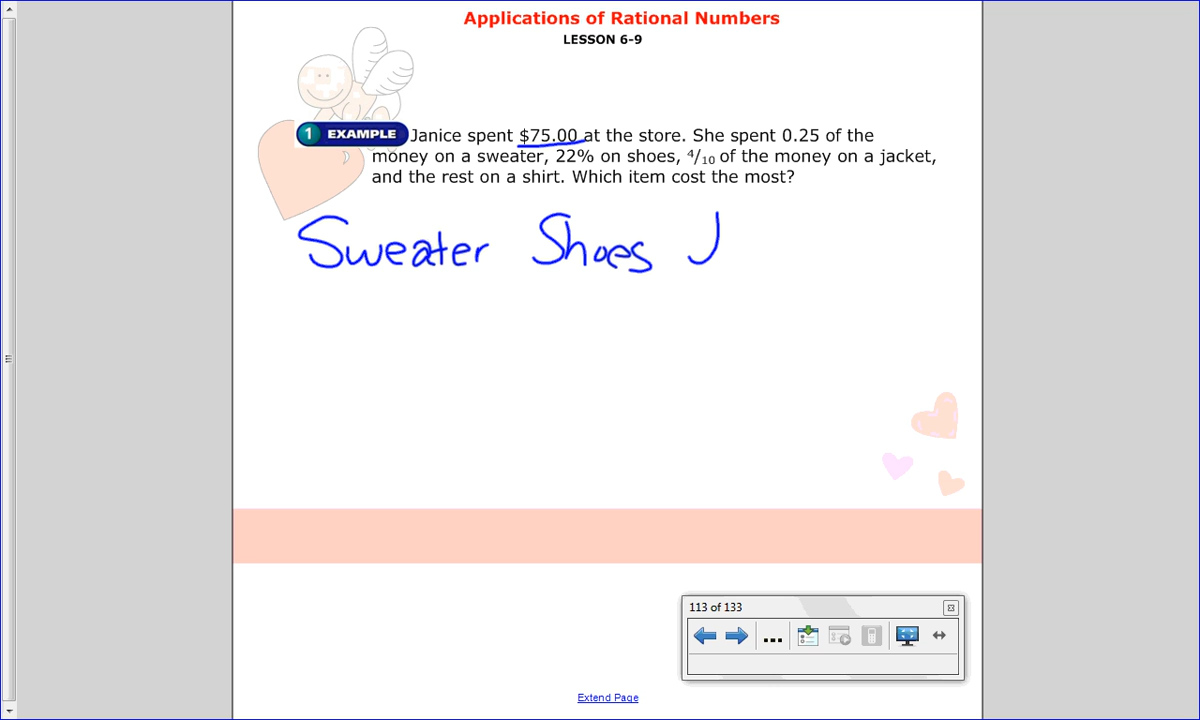 Applications of Rational Numbers
LESSON 6-9
1 EXAMPLE Janice spent $75.00 at the store. She spent 0.25 of the
money on a sweater, 22% on shoes, 4/10 of the money on a jacket,
and the rest on a shirt. Which item cost the most?
Sweater Shoes J
113 of 133
...
Extend Page